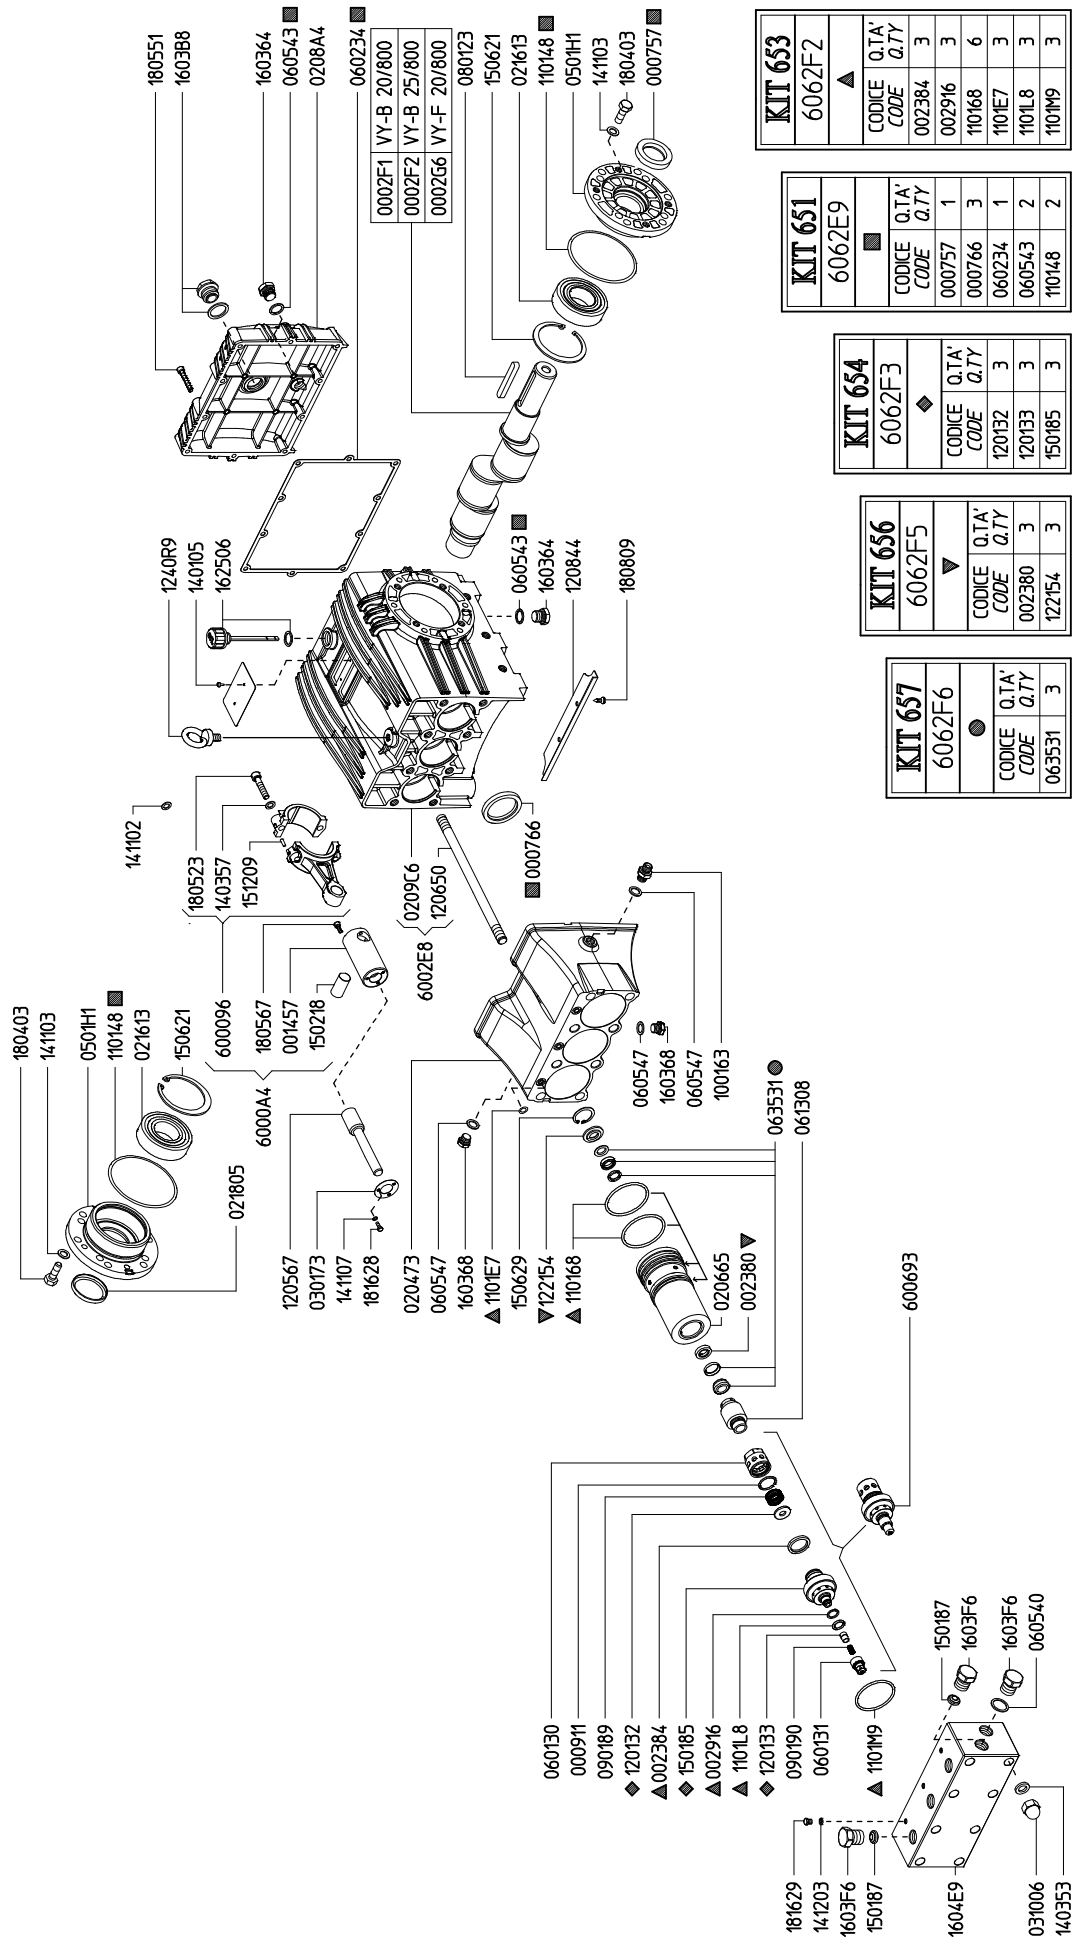 180551
1603B8
160364
060543
0208A4
060234
0002F1 VY-B 20/800
0002F2 VY-B 25/800
0002G6 VY-F 20/800
080123
150621
021613
110148
0501H1
141103
180403
000757
1240R9
140105
162506
060543
160364
120844
180809
141102
180523
140357
151209
600096
180567
001457
150218
6000A4
0209C6
120650
6002E8
000766
180403
141103
0501H1
110148
021613
150621
021805
120567
030173
141107
181628
020473
060547
160368
1101E7
150629
122154
110168
060547
160368
060547
100163
063531
061308
020665
002380
600693
060130
000911
090189
120132
002384
150185
002916
1101L8
120133
090190
060131
1101M9
150187
1603F6
1603F6
060540
181629
141203
1603F6
150187
1604E9
031006
140353
KIT 653
6062F2
CODICE Q.TA'
CODE Q.TY
002384 3
002916 3
110168 6
1101E7 3
1101L8 3
1101M9 3
KIT 651
6062E9
CODICE Q.TA'
CODE Q.TY
000757 1
000766 3
060234 1
060543 2
110148 2
KIT 654
6062F3
CODICE Q.TA'
CODE Q.TY
120132 3
120133 3
150185 3
KIT 656
6062F5
CODICE Q.TA'
CODE Q.TY
002380 3
122154 3
KIT 657
6062F6
CODICE Q.TA'
CODE Q.TY
063531 3